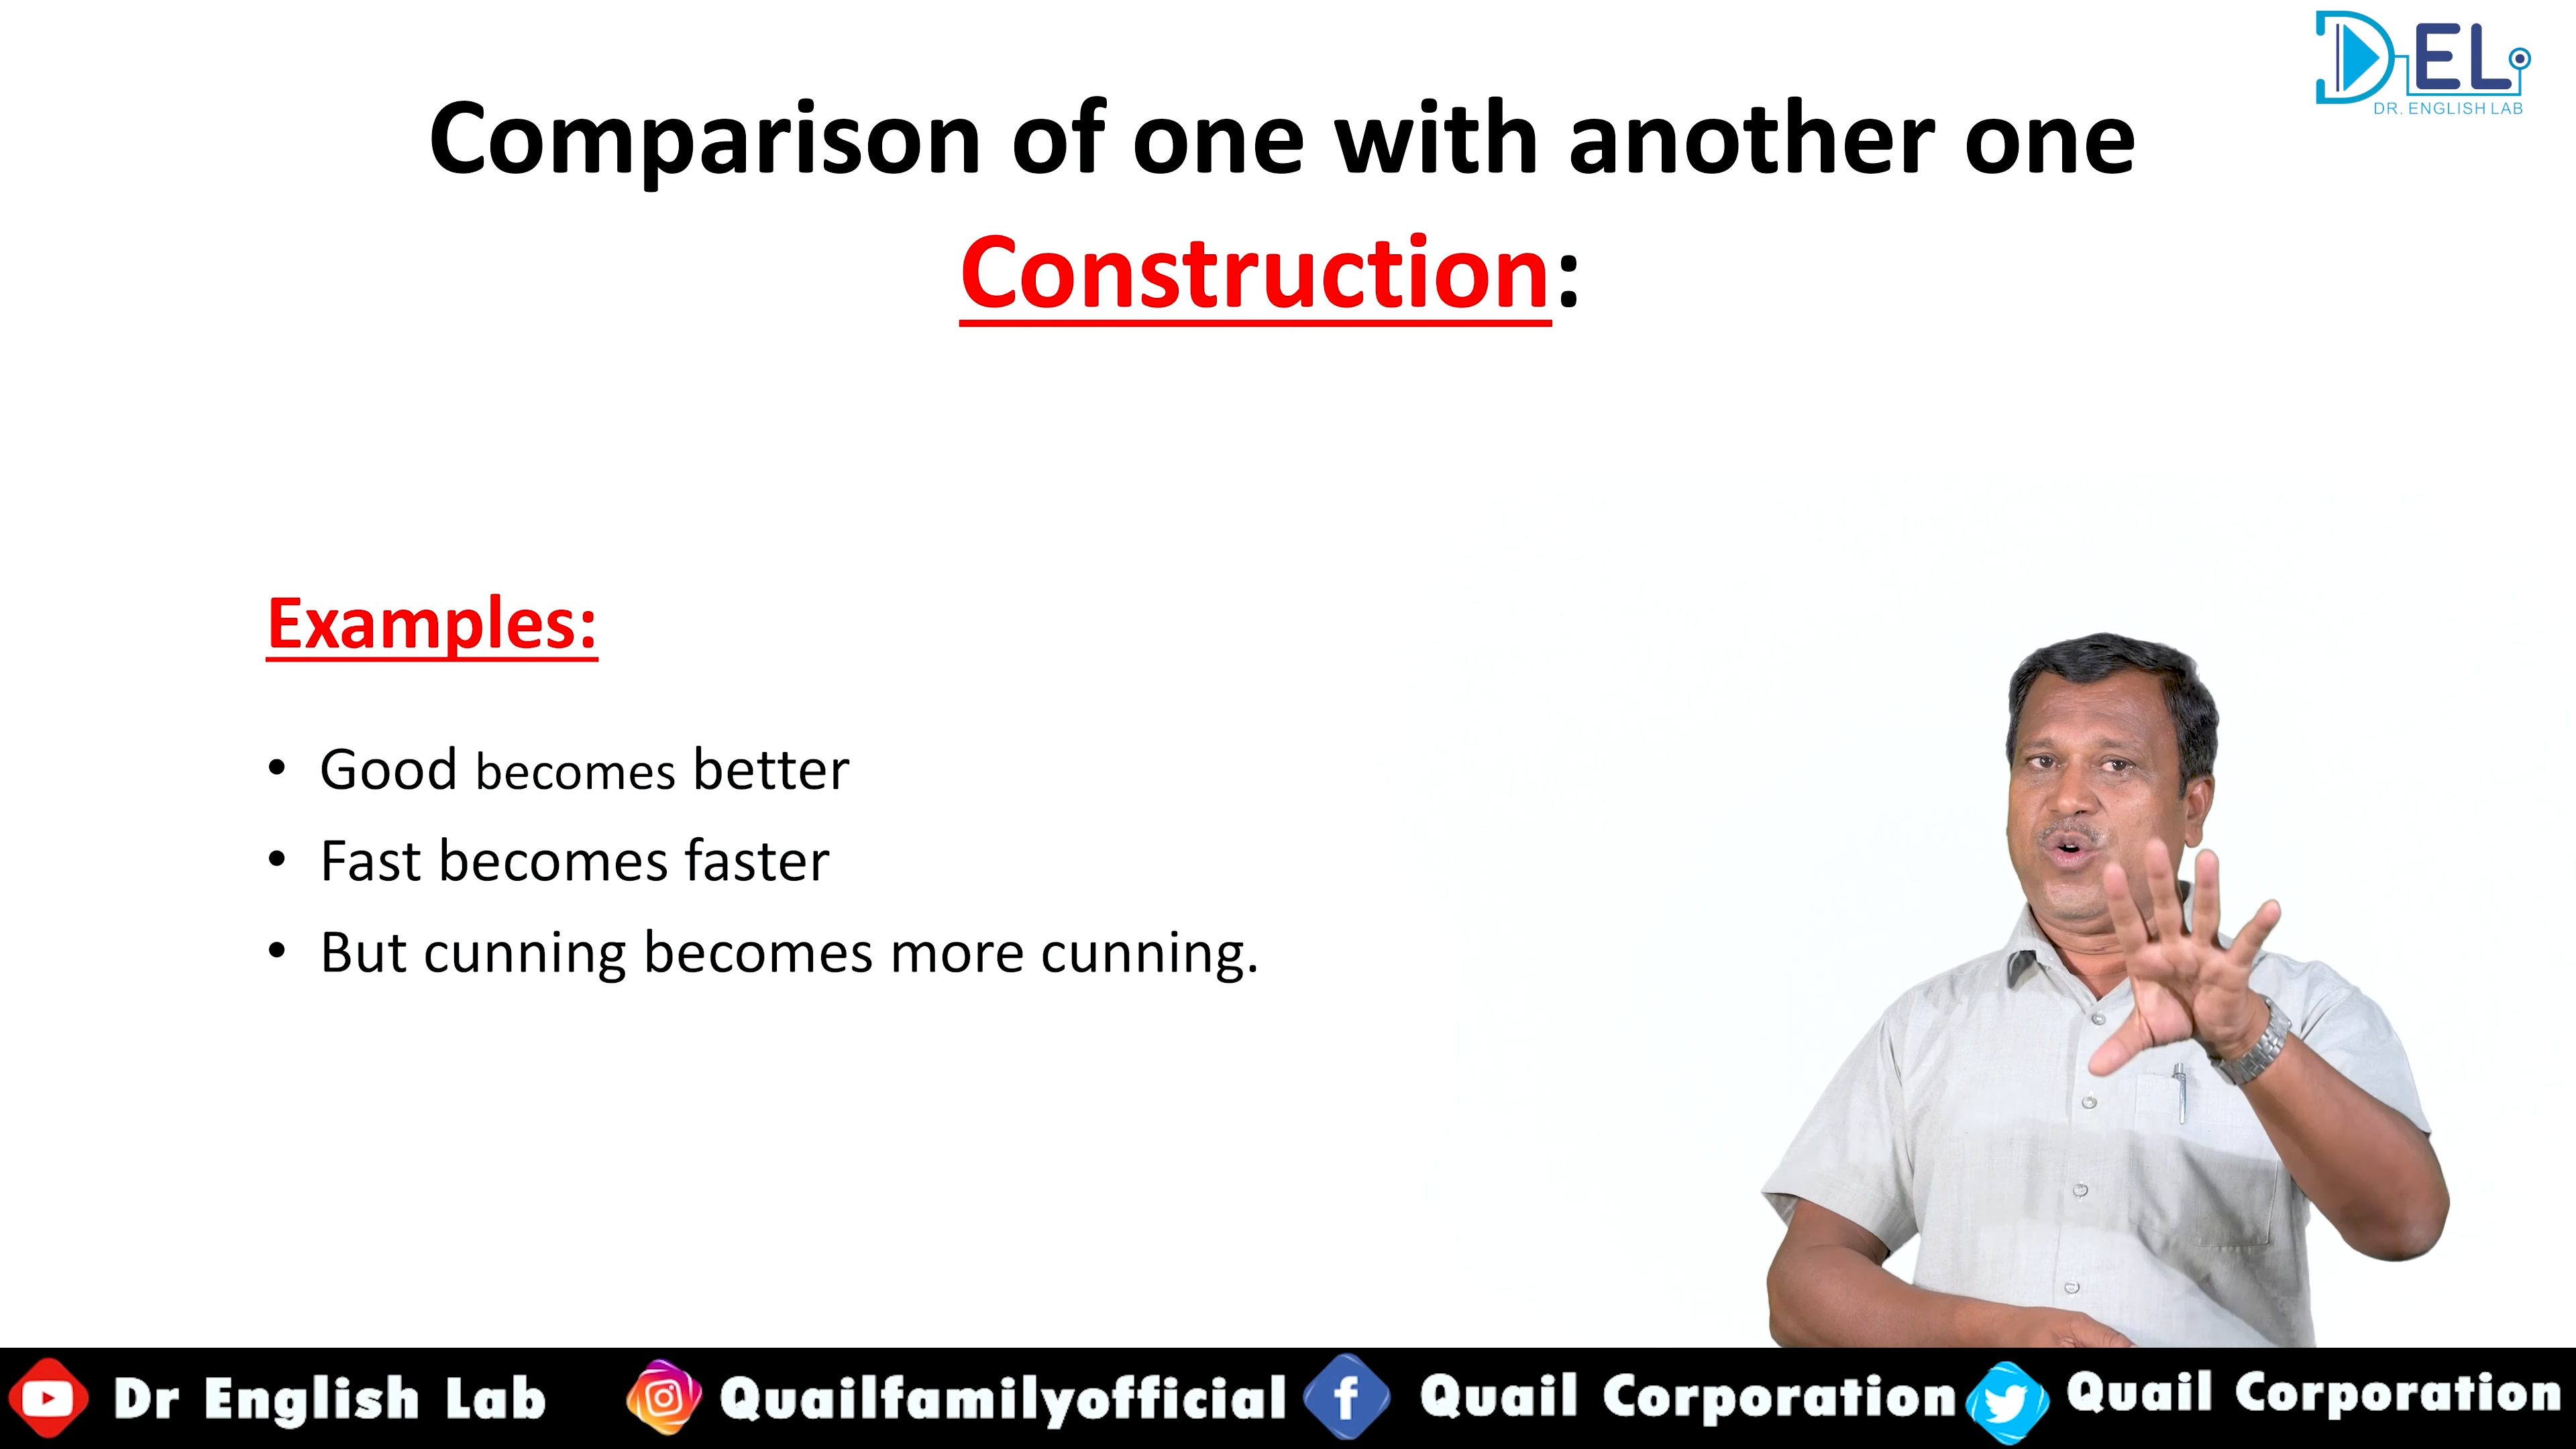 DEL
DR. ENGLISH LAB
Comparison of one with another one
Construction:
Examples:
• Good becomes better
• Fast becomes faster
• But cunning becomes more cunning.
Dr English Lab
Quailfamilyofficial
f
Quail Corporation
Quail Corporation